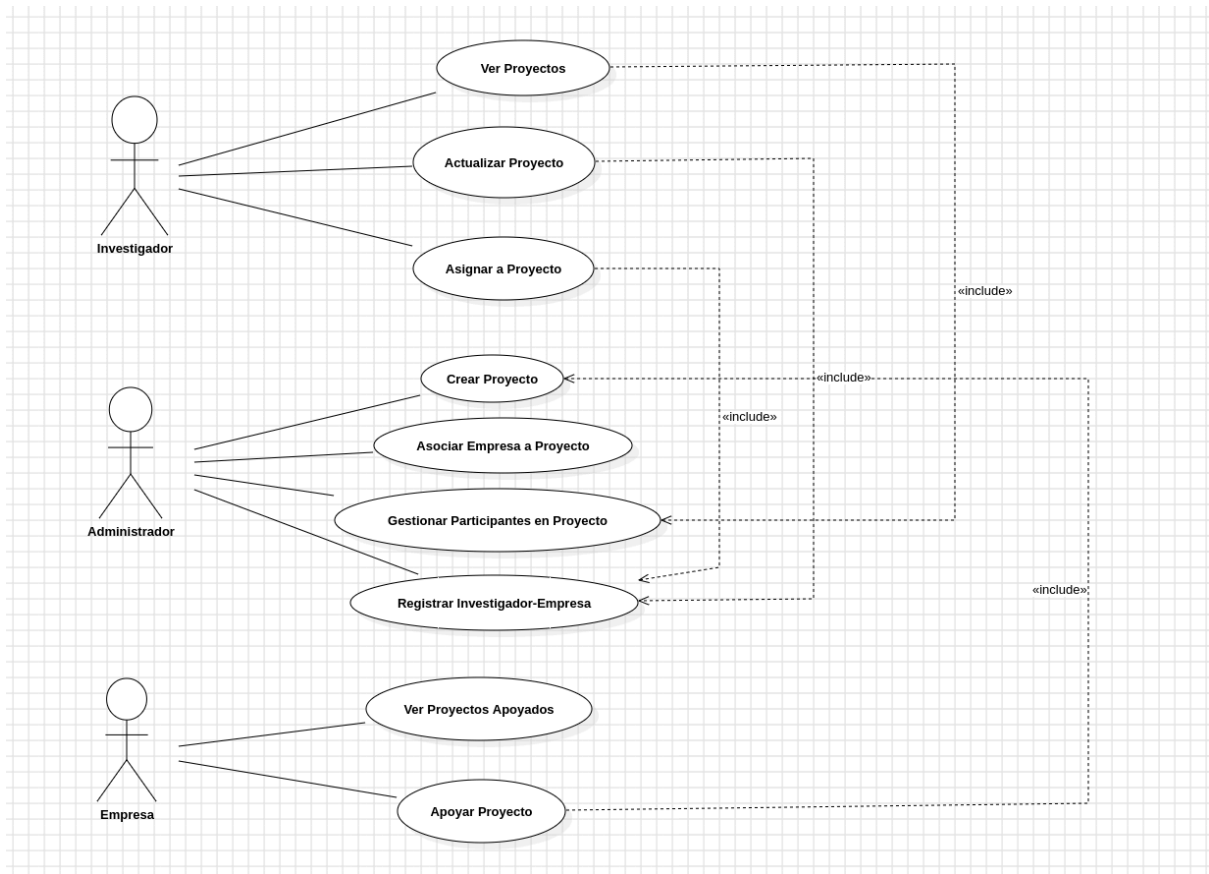 Ver Proyectos
Actualizar Proyecto
Investigador
Asignar a Proyecto
«include»
Crear Proyecto
«include»
«include»
Asociar Empresa a Proyecto
Administrador
Gestionar Participantes en Proyecto
«include»
Registrar Investigador-Empresa
Ver Proyectos Apoyados
Empresa
Apoyar Proyecto